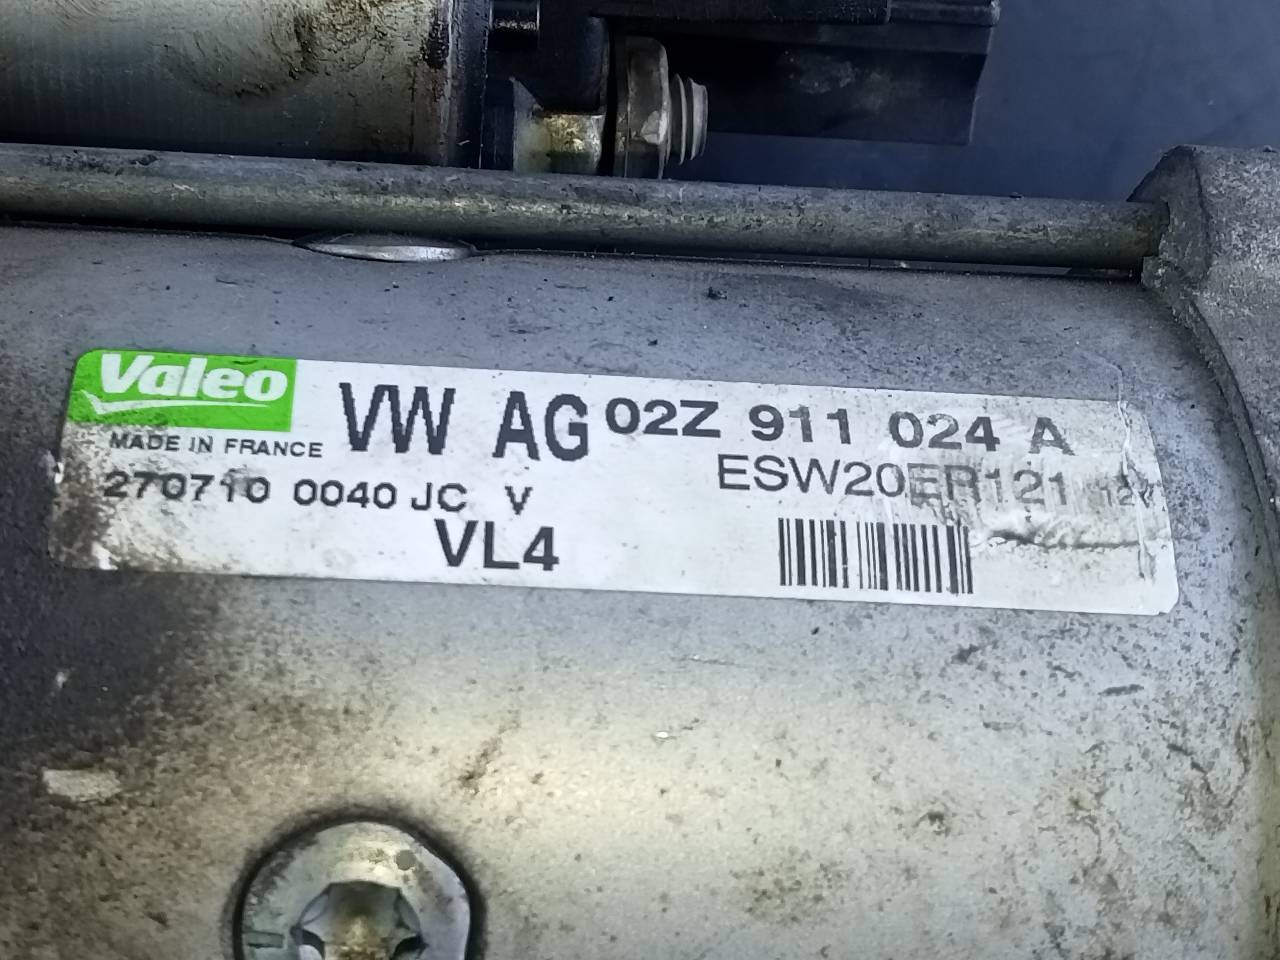 Valeo
MADE IN FRANCE
VW AG 02Z 911 024 A
ESW20ER121 12V
270710 0040 JC V
VL4